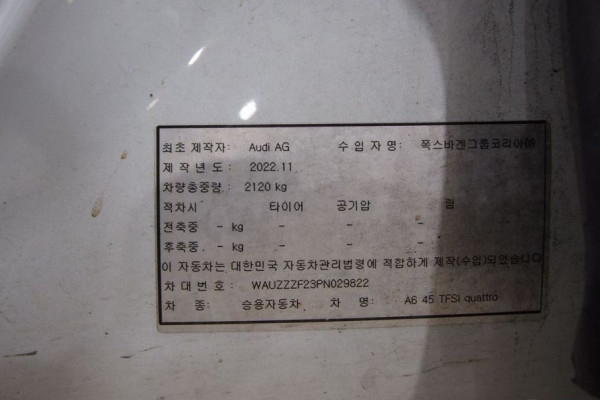 최초 제작자: Audi AG 수 입 자 명: 폭스바겐그룹코리아㈜
제 작 년 도 : 2022.11
차량총중량 : 2120 kg
적차시 타이어 공기압 림
전축중 - kg - - - -
후축중 - kg - - - -
이 자동차는 대한민국 자동차관리법령에 적합하게 제작(수입)되었습니다
차 대 번 호 : WAUZZZF23PN029822
차 종: 승용자동차 차 명: A6 45 TFSI quattro